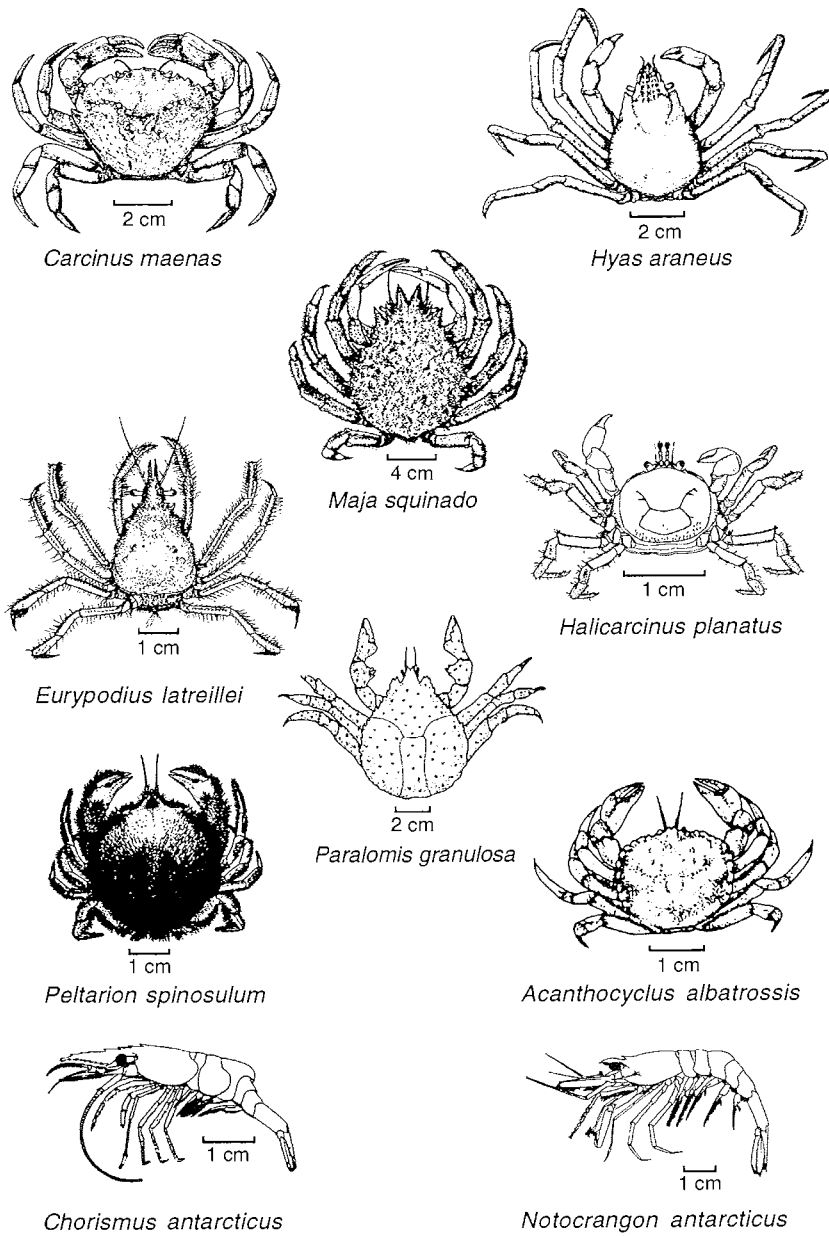 2 cm
Carcinus maenas
2 cm
Hyas araneus
4 cm
Maja squinado
1 cm
Eurypodius latreillei
1 cm
Halicarcinus planatus
2 cm
Paralomis granulosa
1 cm
Peltarion spinosulum
1 cm
Acanthocyclus albatrossis
1 cm
Chorismus antarcticus
1 cm
Notocrangon antarcticus